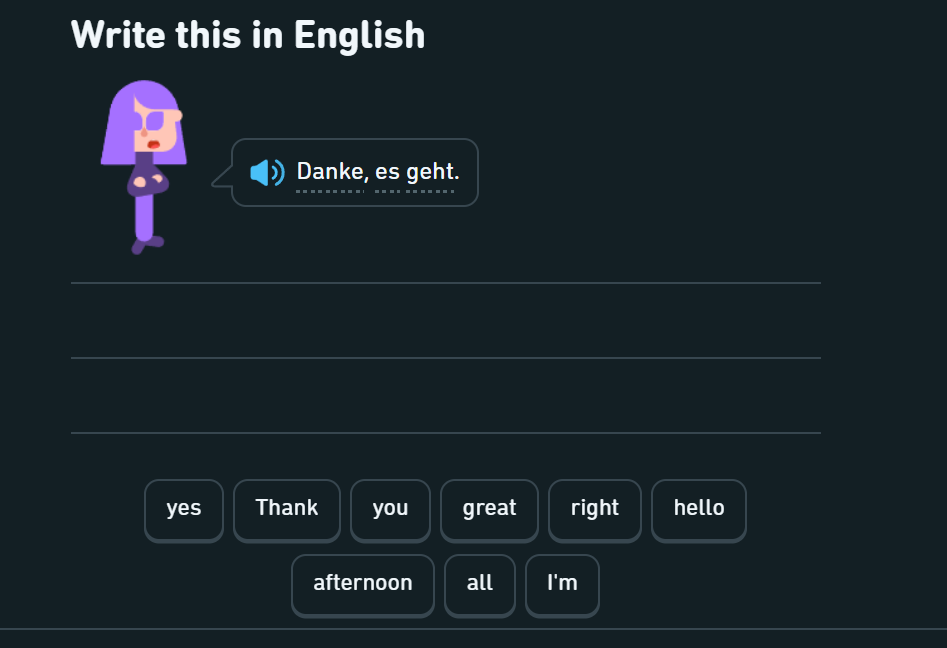 Write this in English
Danke, es geht.
yes Thank you great right hello
afternoon all I'm